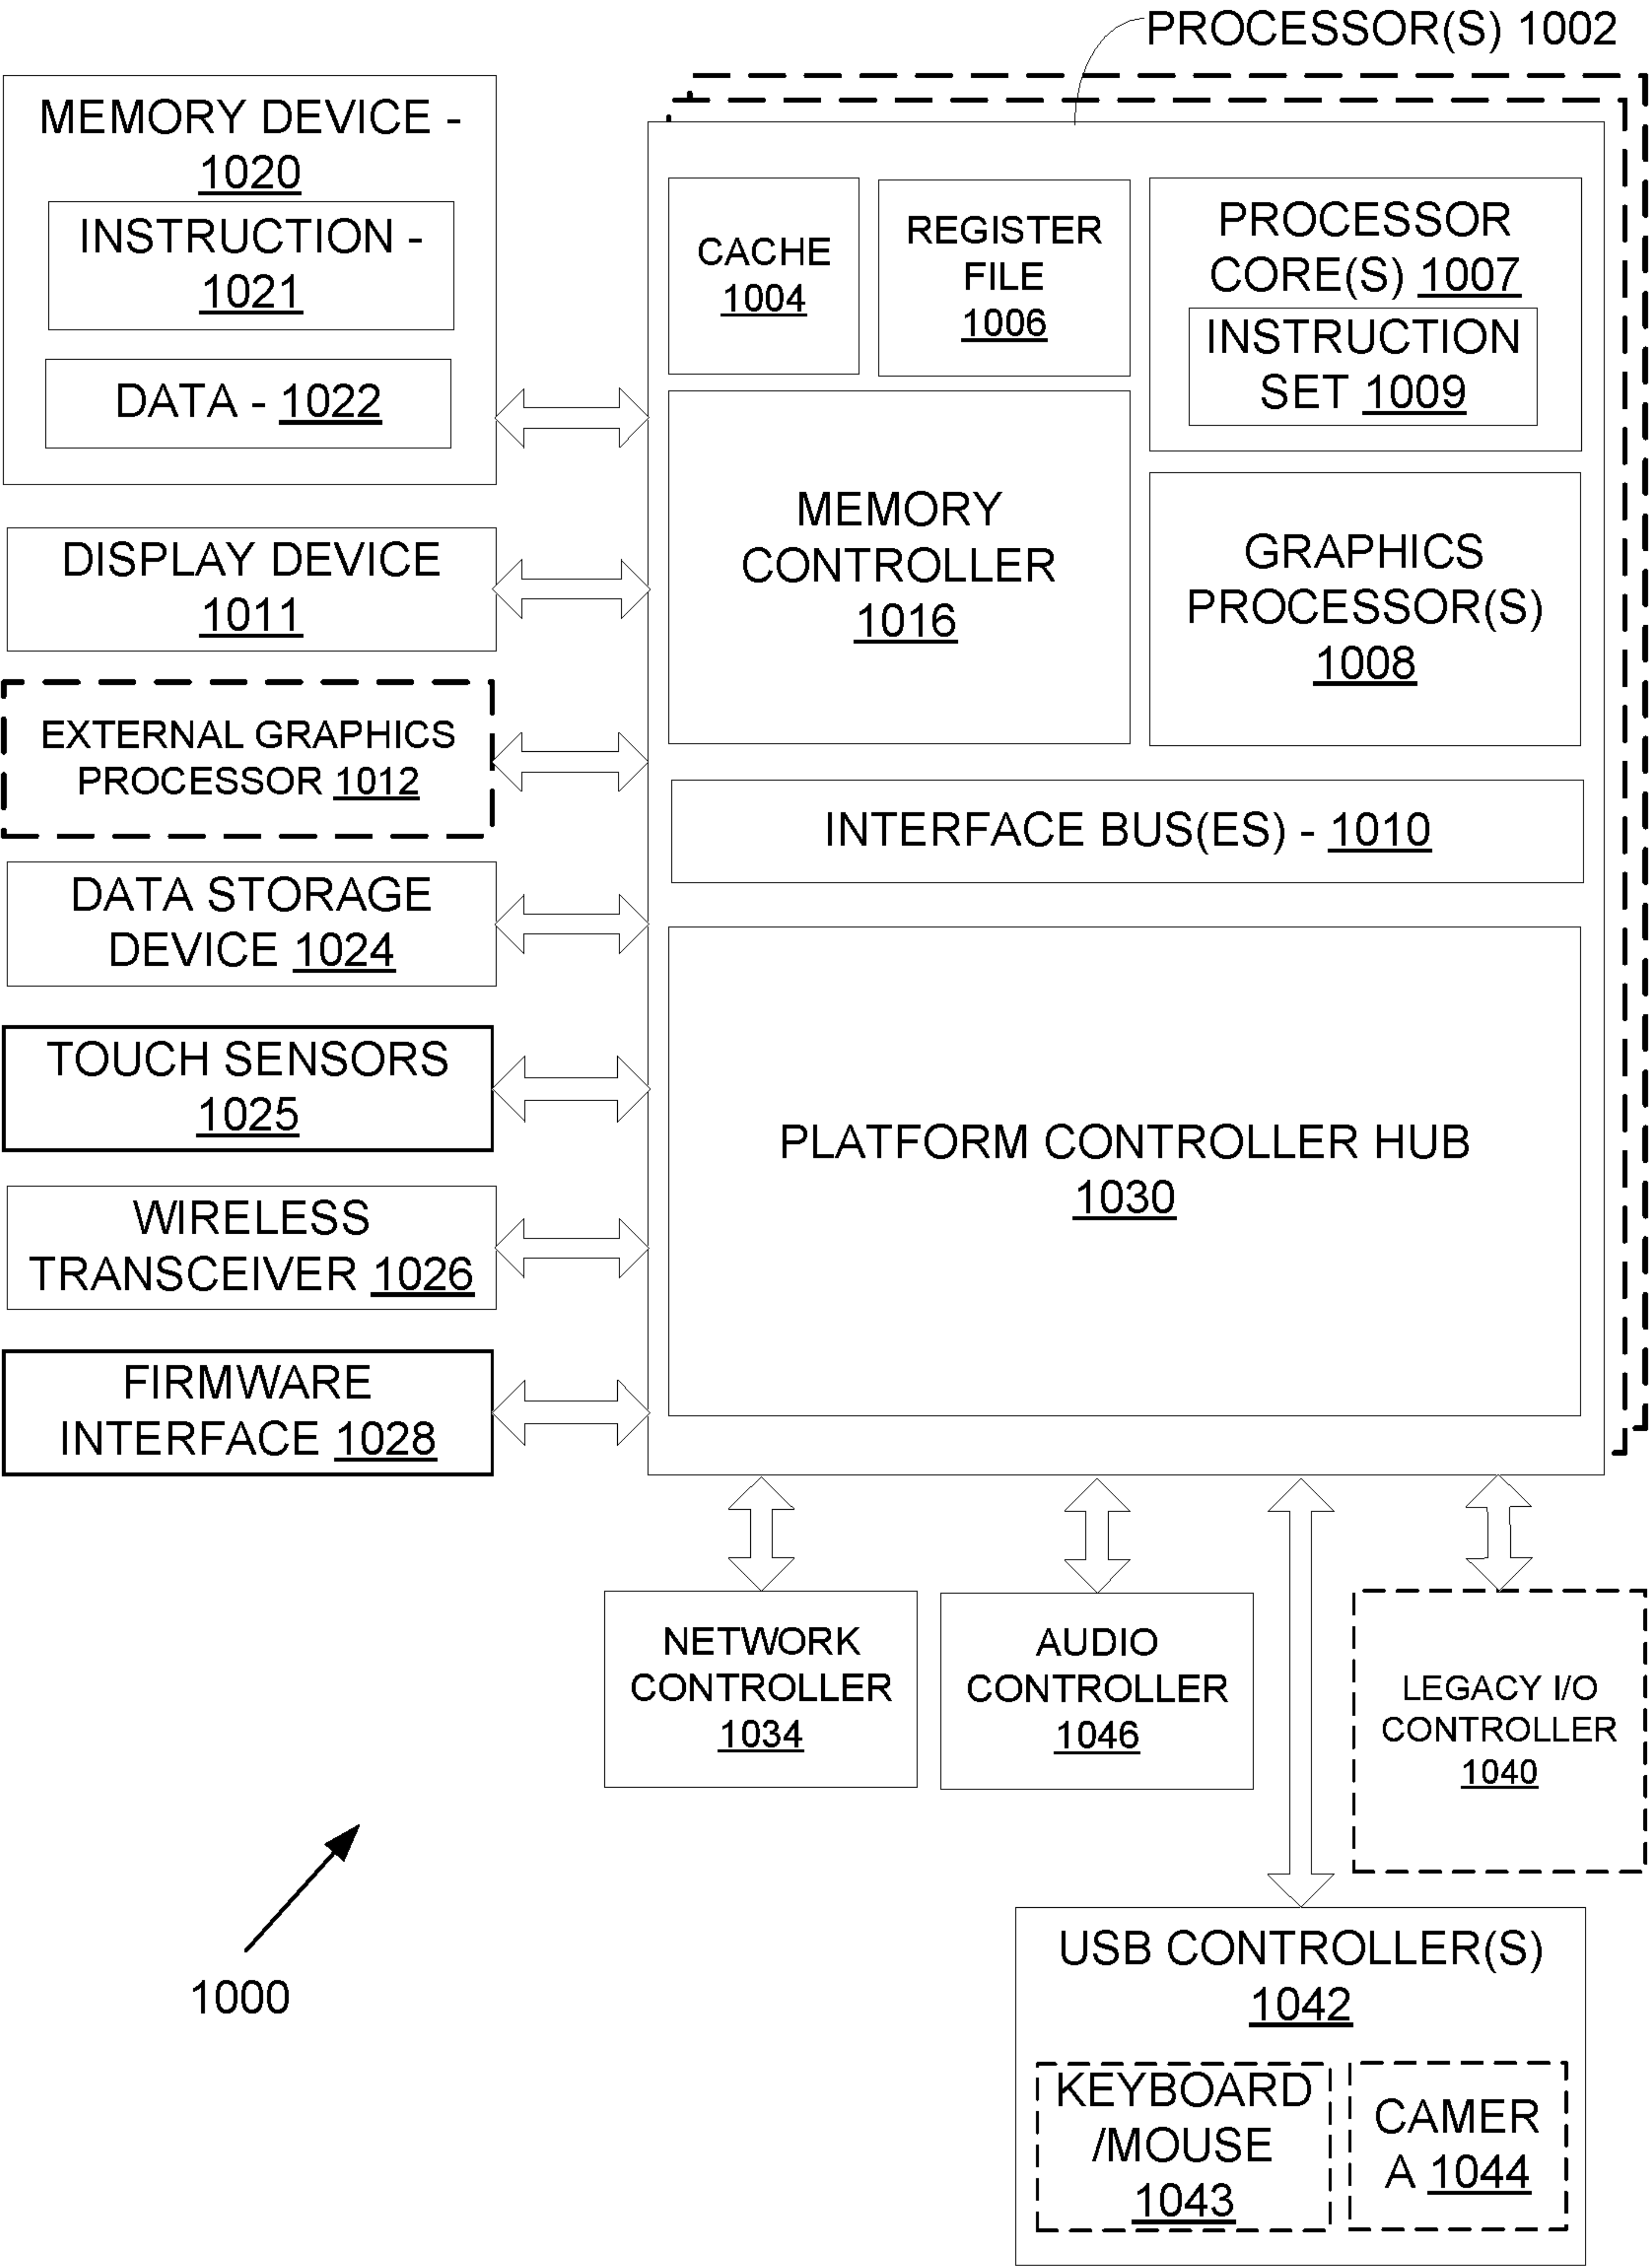 PROCESSOR(S) 1002
MEMORY DEVICE -
1020
INSTRUCTION -
1021
DATA - 1022
DISPLAY DEVICE
1011
EXTERNAL GRAPHICS
PROCESSOR 1012
DATA STORAGE
DEVICE 1024
TOUCH SENSORS
1025
WIRELESS
TRANSCEIVER 1026
FIRMWARE
INTERFACE 1028
CACHE
1004
REGISTER
FILE
1006
PROCESSOR
CORE(S) 1007
INSTRUCTION
SET 1009
MEMORY
CONTROLLER
1016
GRAPHICS
PROCESSOR(S)
1008
INTERFACE BUS(ES) - 1010
PLATFORM CONTROLLER HUB
1030
NETWORK
CONTROLLER
1034
AUDIO
CONTROLLER
1046
LEGACY I/O
CONTROLLER
1040
1000
USB CONTROLLER(S)
1042
KEYBOARD
/MOUSE
1043
CAMER
A 1044